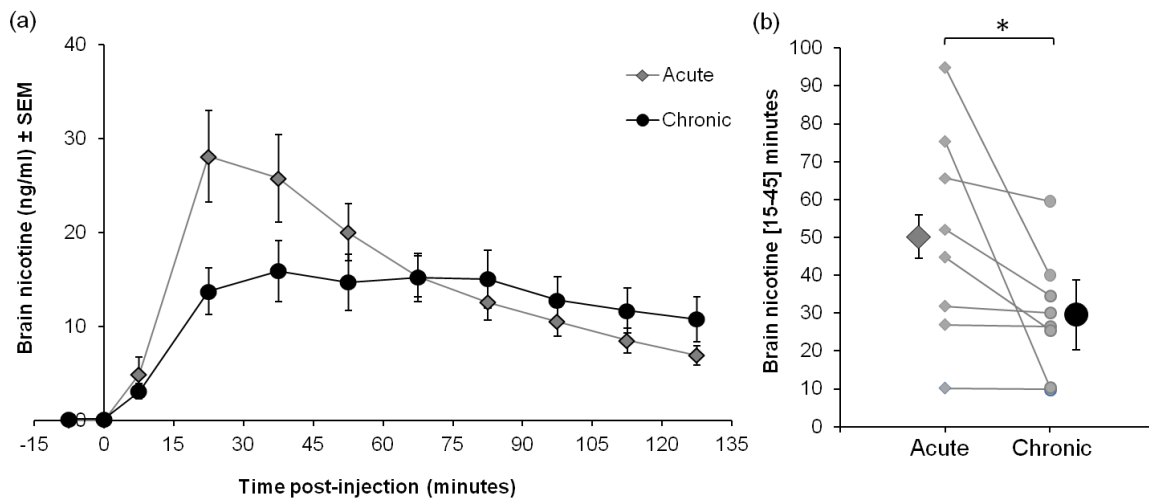 (a)
Brain nicotine (ng/ml) ± SEM
40
30
20
10
0
-15 0 15 30 45 60 75 90 105 120 135
Time post-injection (minutes)
Acute
Chronic
(b)
*
Brain nicotine [15-45] minutes
100
90
80
70
60
50
40
30
20
10
0
Acute Chronic